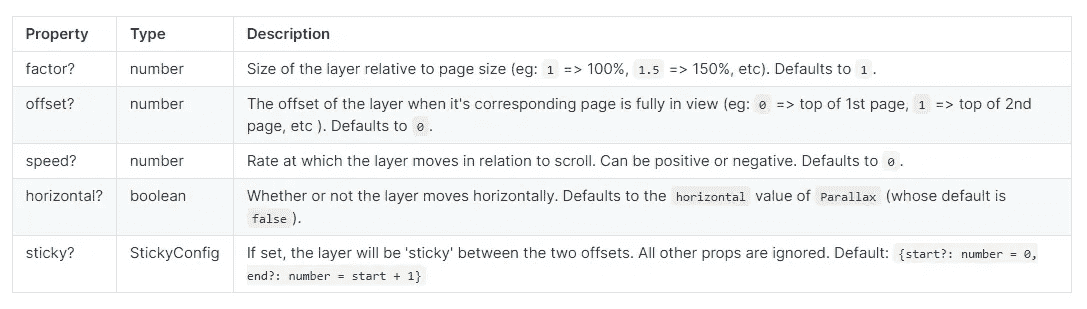 Property Type Description
factor? number Size of the layer relative to page size (eg: 1 => 100%, 1.5 => 150%, etc). Defaults to 1.
offset? number The offset of the layer when it's corresponding page is fully in view (eg: 0 => top of 1st page, 1 => top of 2nd
page, etc ). Defaults to 0.
speed? number Rate at which the layer moves in relation to scroll. Can be positive or negative. Defaults to 0.
horizontal? boolean Whether or not the layer moves horizontally. Defaults to the horizontal value of Parallax (whose default is
false ).
sticky? StickyConfig If set, the layer will be 'sticky' between the two offsets. All other props are ignored. Default: {start?: number = 0,
end?: number = start + 1}